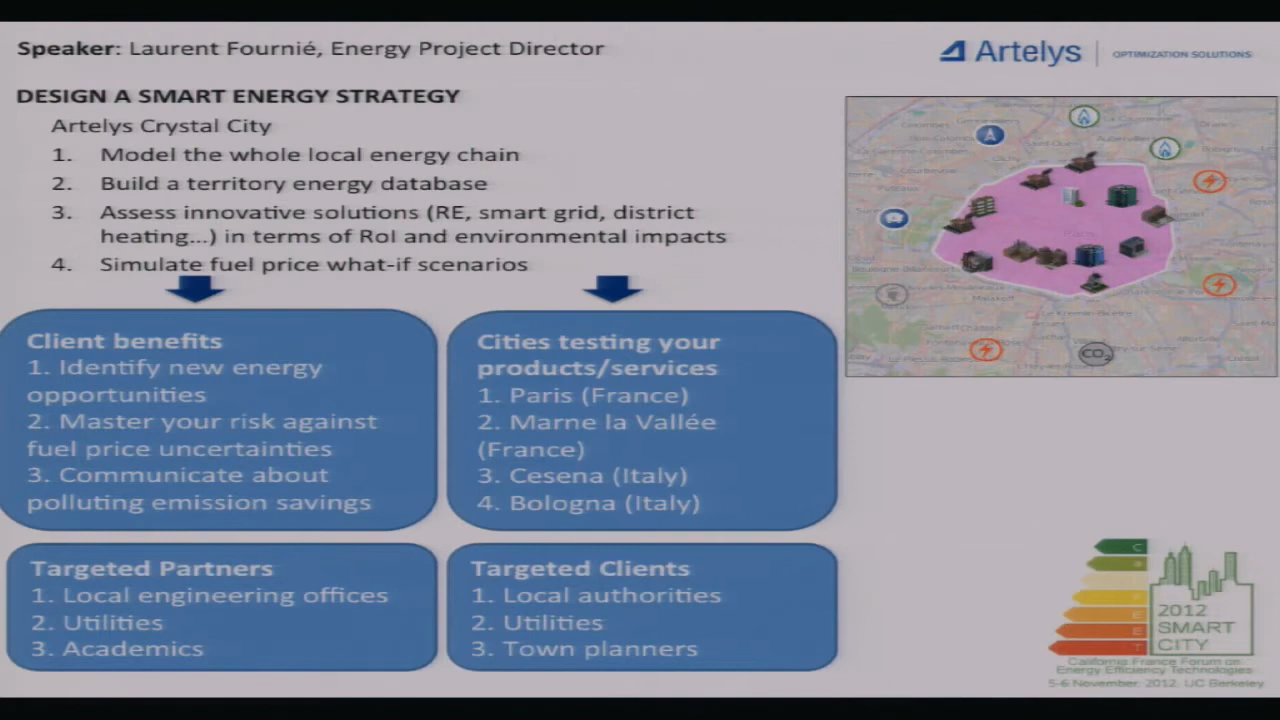 Speaker: Laurent Fournié, Energy Project Director
Artelys
OPTIMIZATION SOLUTIONS
DESIGN A SMART ENERGY STRATEGY
Artelys Crystal City
1. Model the whole local energy chain
2. Build a territory energy database
3. Assess innovative solutions (RE, smart grid, district
heating...) in terms of RoI and environmental impacts
4. Simulate fuel price what-if scenarios
Client benefits
1. Identify new energy
opportunities
2. Master your risk against
fuel price uncertainties
3. Communicate about
polluting emission savings
Cities testing your
products/services
1. Paris (France)
2. Marne la Vallée
(France)
3. Cesena (Italy)
4. Bologna (Italy)
Targeted Partners
1. Local engineering offices
2. Utilities
3. Academics
Targeted Clients
1. Local authorities
2. Utilities
3. Town planners
Paris
CO2
2012
SMART
CITY
California France Forum on
Energy Efficiency Technologies
5-6 November, 2012, UC Berkeley